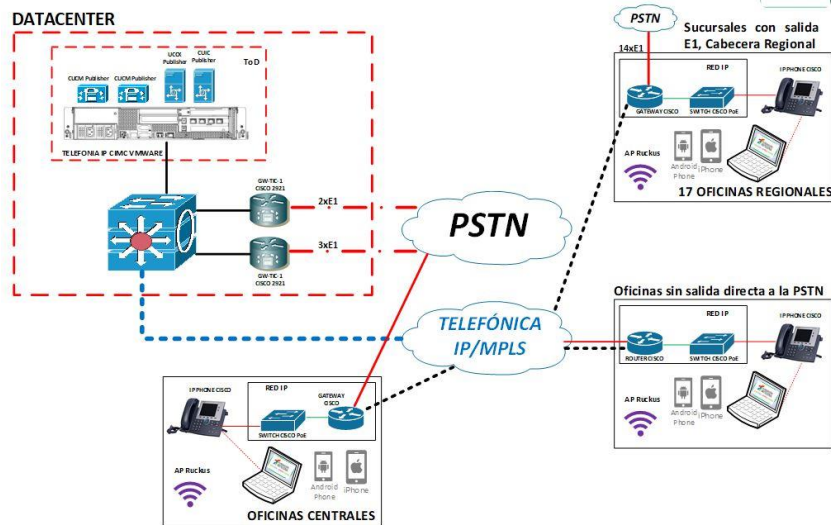 DATACENTER
UCCX
Publisher
CUIC
Publisher
ToD
CUCM Publisher
CUCM Publisher
TELEFONIA IP CIMC VMWARE
GW-TIC-1
CISCO 2921
2xE1
GW-TIC-1
CISCO 2921
3xE1
PSTN
TELEFÓNICA
IP/MPLS
PSTN
Sucursales con salida
E1, Cabecera Regional
14xE1
RED IP
GATEWAY CISCO
SWITCH CISCO PoE
IP PHONE CISCO
AP Ruckus
Android
Phone
iPhone
17 OFICINAS REGIONALES
Oficinas sin salida directa a la PSTN
RED IP
ROUTER CISCO
SWITCH CISCO PoE
IP PHONE CISCO
AP Ruckus
Android
Phone
iPhone
IP PHONE CISCO
RED IP
GATEWAY
CISCO
SWITCH CISCO PoE
AP Ruckus
Android
Phone
iPhone
OFICINAS CENTRALES